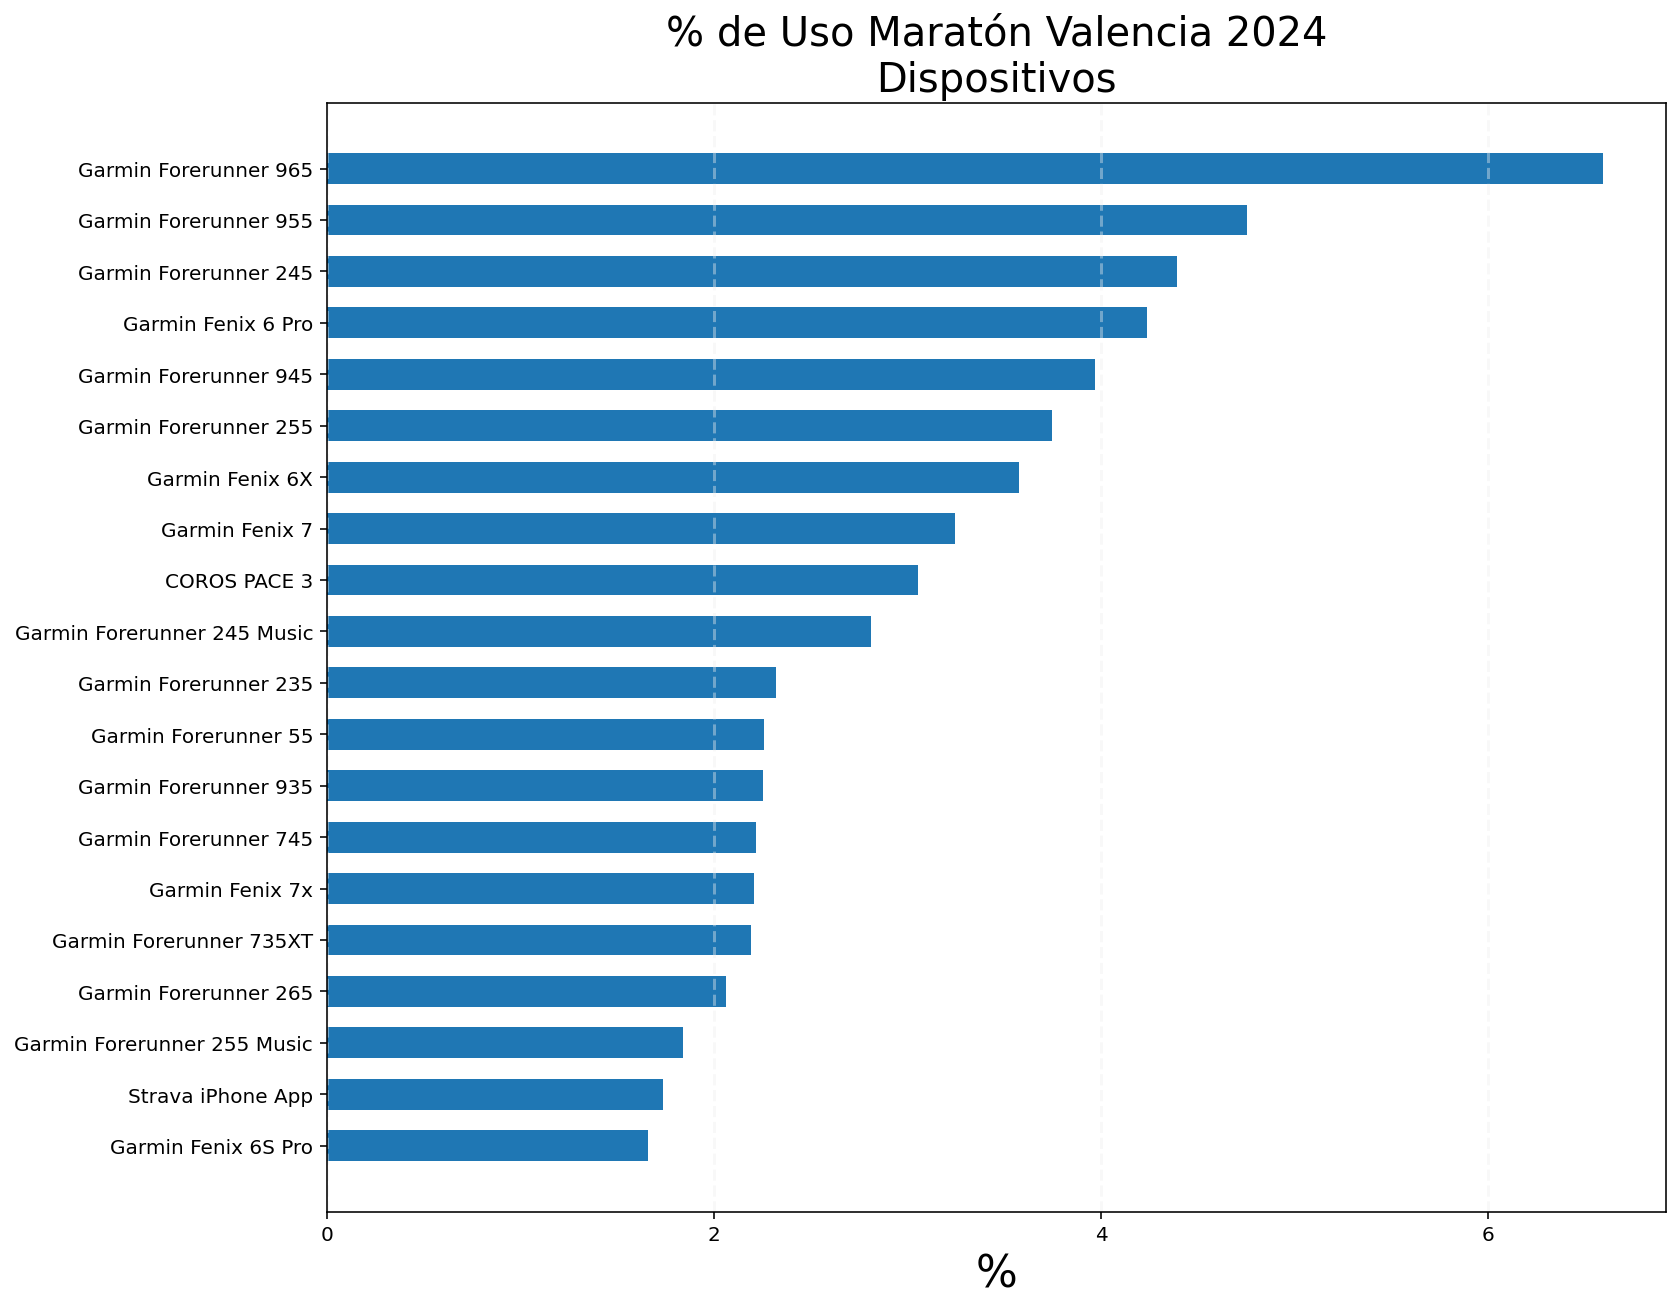 % de Uso Maratón Valencia 2024
Dispositivos
Garmin Forerunner 965
Garmin Forerunner 955
Garmin Forerunner 245
Garmin Fenix 6 Pro
Garmin Forerunner 945
Garmin Forerunner 255
Garmin Fenix 6X
Garmin Fenix 7
COROS PACE 3
Garmin Forerunner 245 Music
Garmin Forerunner 235
Garmin Forerunner 55
Garmin Forerunner 935
Garmin Forerunner 745
Garmin Fenix 7x
Garmin Forerunner 735XT
Garmin Forerunner 265
Garmin Forerunner 255 Music
Strava iPhone App
Garmin Fenix 6S Pro
0 2 4 6
%